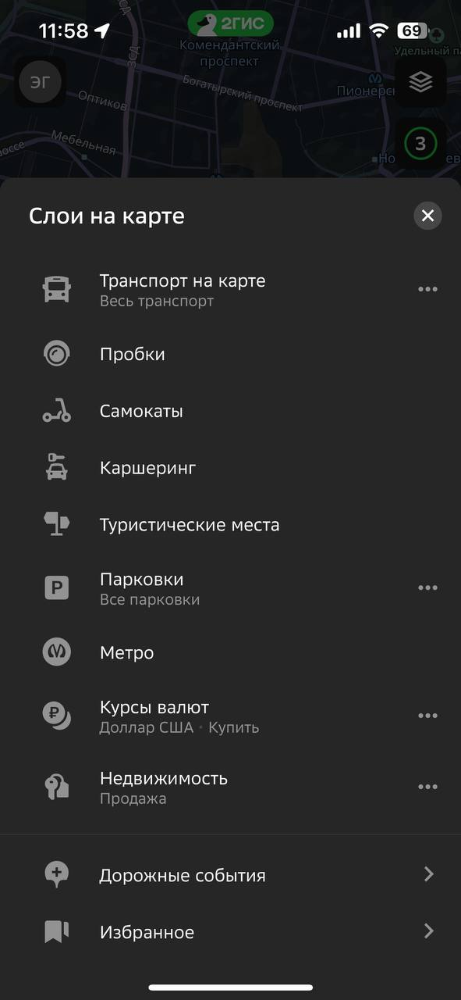 11:58
2ГИС
69
Комендантский
проспект
Удельный па
ЗСД
ЭГ
Богатырский проспект
Пионерс
Оптиков
Мебельная
оссе
3
Но
ев
Слои на карте
Транспорт на карте
Весь транспорт
Пробки
Самокаты
Каршеринг
Туристические места
P
Парковки
Все парковки
Метро
₽
Курсы валют
Доллар США • Купить
Недвижимость
Продажа
Дорожные события
Избранное